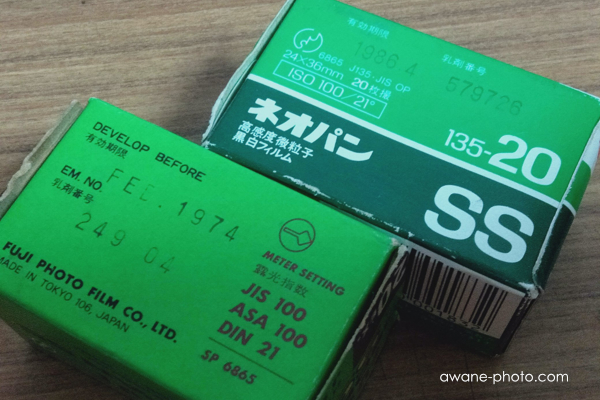 有効期限
1986 4
乳剤番号
579726
6865 J135·JIS OP
24×36mm 20枚撮
ISO 100/21°
ネオパン
高感度微粒子
黒白フィルム
135-20
SS
DEVELOP BEFORE
有効期限
FEB. 1974
EM. NO.
乳剤番号
249 04
FUJI PHOTO FILM CO., LTD.
MADE IN TOKYO 106, JAPAN
METER SETTING
露光指数
JIS 100
ASA 100
DIN 21
SP 6865
awane-photo.com